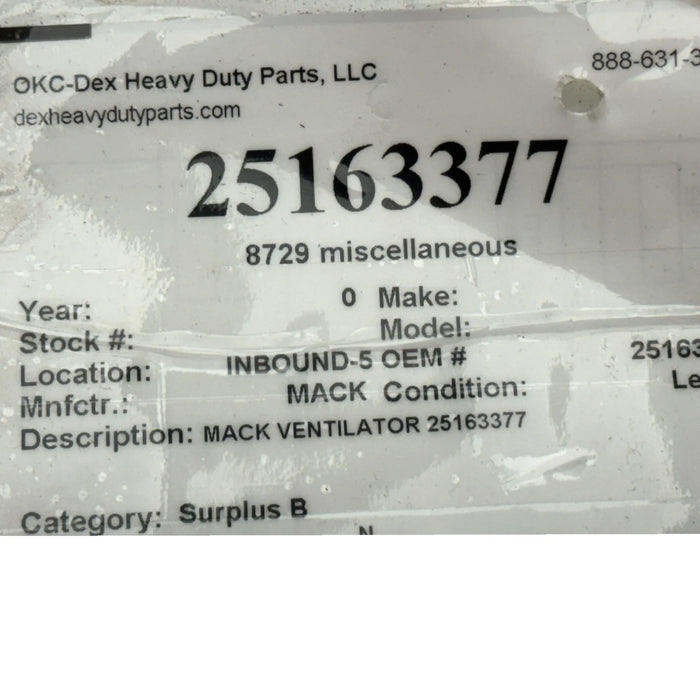 OKC-Dex Heavy Duty Parts, LLC 888-631-3
dexheavydutyparts.com
25163377
8729 miscellaneous
Year: 0 Make:
Stock #: Model:
Location: INBOUND-5 OEM # 25163
Mnfctr.: MACK Condition: Le
Description: MACK VENTILATOR 25163377
Category: Surplus B